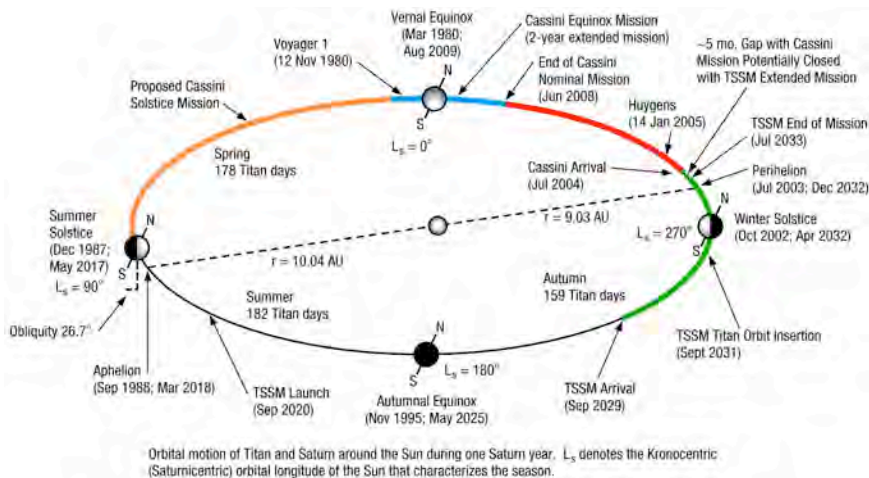 Vernal Equinox
(Mar 1980;
Aug 2009)
Cassini Equinox Mission
(2-year extended mission)
~5 mo. Gap with Cassini
Mission Potentially Closed
with TSSM Extended Mission
Voyager 1
(12 Nov 1980)
End of Cassini
Nominal Mission
(Jun 2008)
Proposed Cassini
Solstice Mission
Huygens
(14 Jan 2005)
TSSM End of Mission
(Jul 2033)
N
S
Ls = 0°
Spring
178 Titan days
Cassini Arrival
(Jul 2004)
Perihelion
(Jul 2003; Dec 2032)
Summer
Solstice
(Dec 1987;
May 2017)
N
S
Ls = 90°
r = 9.03 AU
N
Ls = 270°
S
Winter Solstice
(Oct 2002; Apr 2032)
r = 10.04 AU
Obliquity 26.7°
Summer
182 Titan days
Autumn
159 Titan days
TSSM Titan Orbit Insertion
(Sept 2031)
Aphelion
(Sep 1988; Mar 2018)
TSSM Launch
(Sep 2020)
N
S
Ls = 180°
Autumnal Equinox
(Nov 1995; May 2025)
TSSM Arrival
(Sep 2029)
Orbital motion of Titan and Saturn around the Sun during one Saturn year. Ls denotes the Kronocentric
(Saturnicentric) orbital longitude of the Sun that characterizes the season.